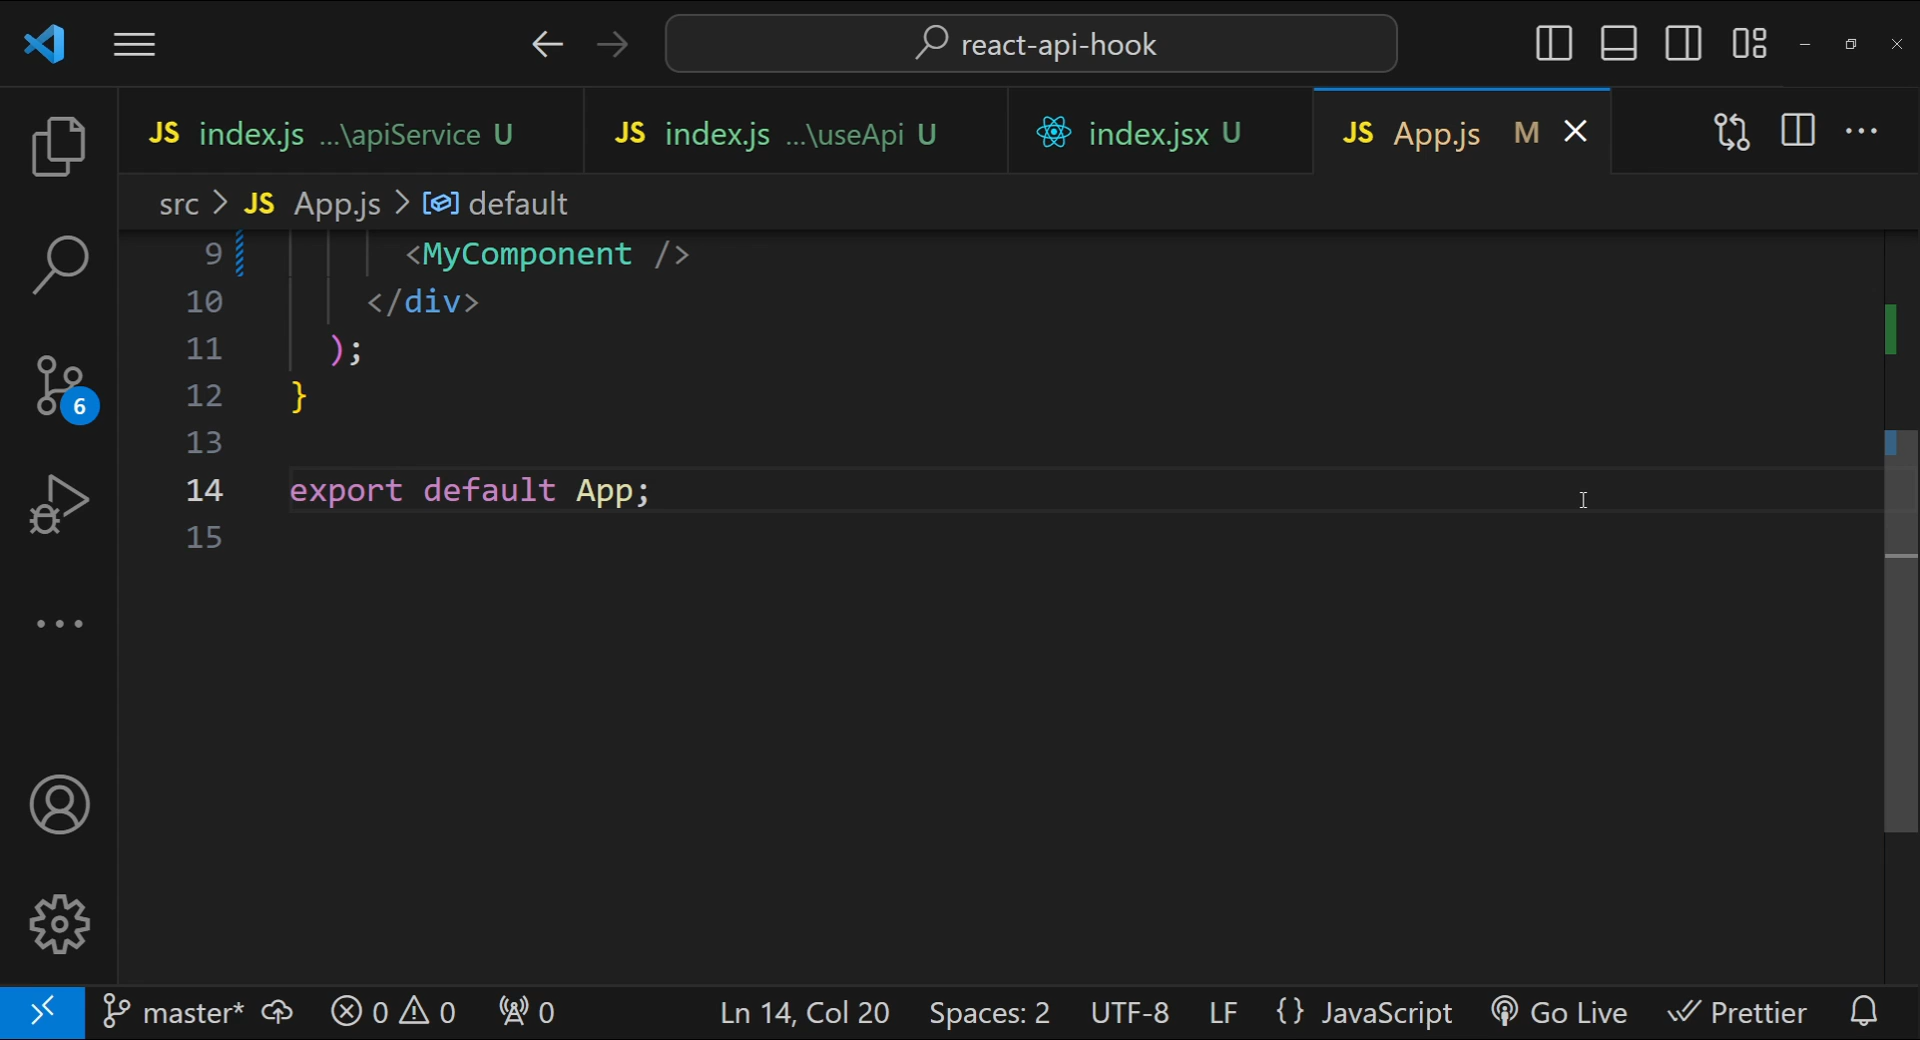 react-api-hook
JS index.js ...\apiService U
JS index.js ...\useApi U
index.jsx U
JS App.js M
src > JS App.js > default
9 <MyComponent />
10 </div>
11 );
12 }
13
14 export default App;
15
6
master* 0 0 0 Ln 14, Col 20 Spaces: 2 UTF-8 LF {} JavaScript Go Live Prettier